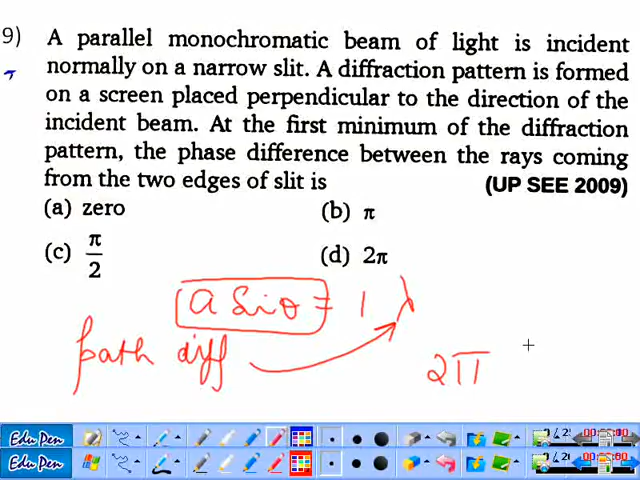 9) A parallel monochromatic beam of light is incident
normally on a narrow slit. A diffraction pattern is formed
on a screen placed perpendicular to the direction of the
incident beam. At the first minimum of the diffraction
pattern, the phase difference between the rays coming
from the two edges of slit is (UP SEE 2009)
(a) zero (b) π
(c) π/2 (d) 2π
a Sinθ = 1 λ
path diff
2π
Edu Pen
Edu Pen